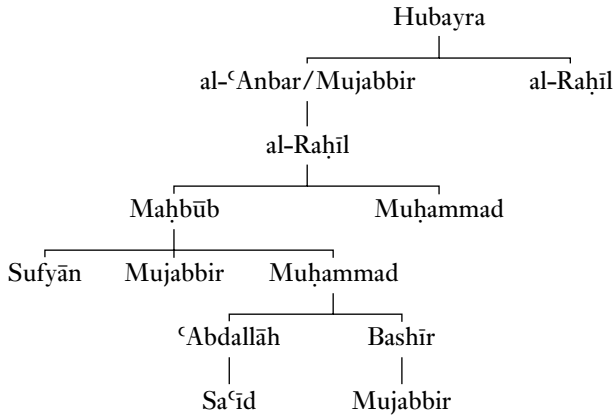 Hubayra
al-ʿAnbar/Mujabbir al-Raḥīl
al-Raḥīl
Maḥbūb Muḥammad
Sufyān Mujabbir Muḥammad
ʿAbdallāh Bashīr
Saʿīd Mujabbir